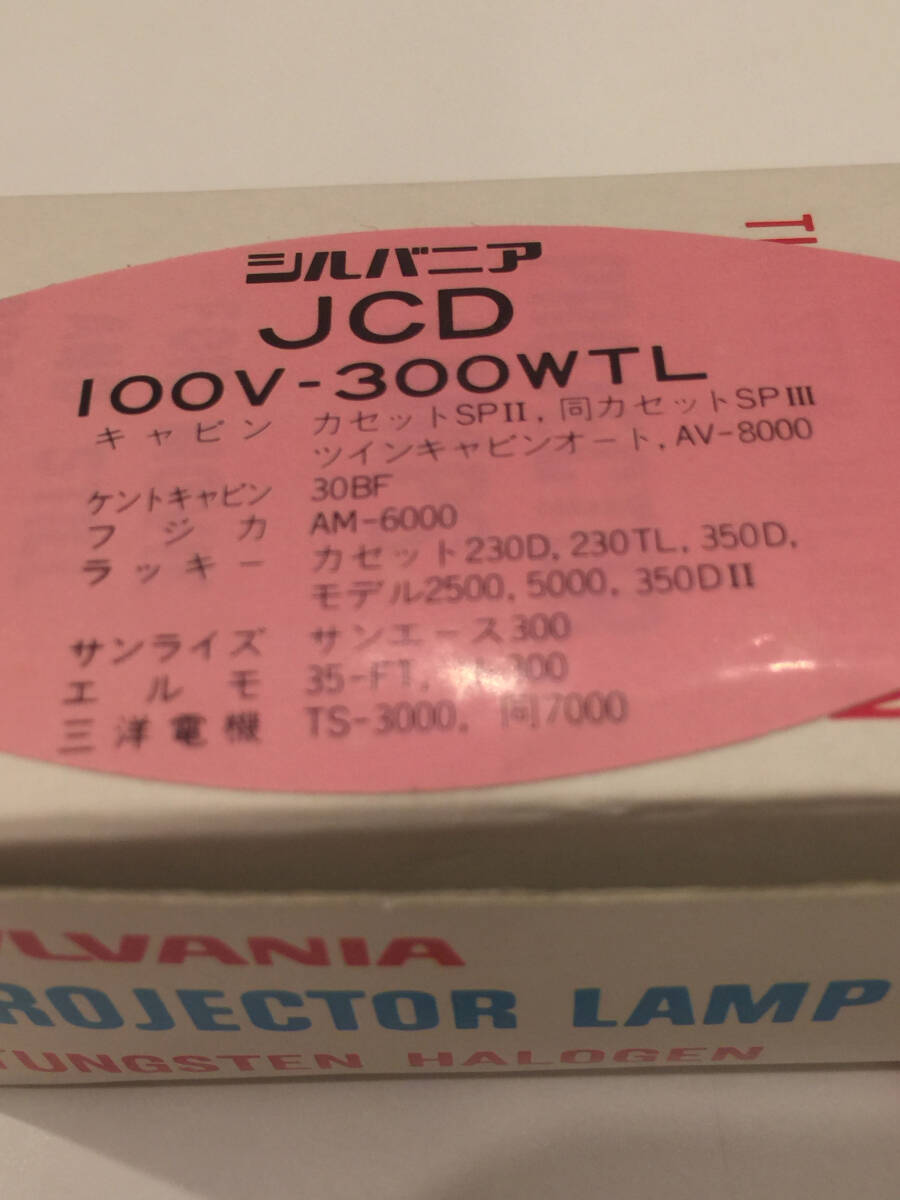 シルバニア
JCD
100V-300WTL
キャビン カセットSPII, 同カセットSPIII
ツインキャビンオート, AV-8000
ケントキャビン 30BF
フジカ AM-6000
ラッキー カセット230D, 230TL, 350D,
モデル2500, 5000, 350DII
サンライズ サンエース300
エルモ 35-FT,
三洋電機 TS-3000, 同7000
YLVANIA
ROJECTOR LAMP
TUNGSTEN HALOGEN